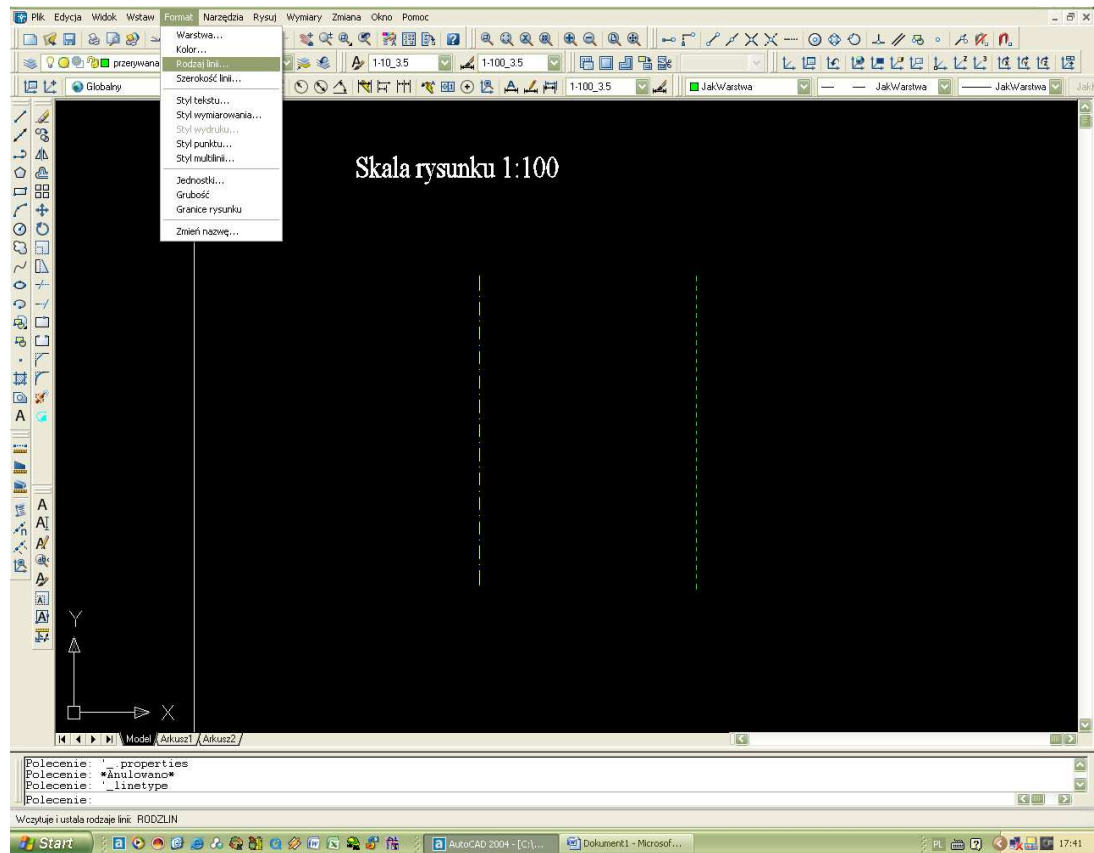 Plik Edycja Widok Wstaw Format Narzędzia Rysuj Wymiary Zmiana Okno Pomoc
Warstwa...
Kolor...
Rodzaj linii...
Szerokość linii...
Styl tekstu...
Styl wymiarowania...
Styl wydruku...
Styl punktu...
Styl multilinii...
Jednostki...
Grubość
Granice rysunku
Zmień nazwę...
przerywana 1-10_3.5 1-100_3.5
Globalny 1-100_3.5 JakWarstwa JakWarstwa JakWarstwa
Skala rysunku 1:100
Y
X
Model Arkusz1 Arkusz2
Polecenie: '_.properties
Polecenie: *Anulowano*
Polecenie: '_linetype
Polecenie:
Wczytuje i ustala rodzaje linii: RODZLIN
Start AutoCAD 2004 - [C:\... Dokument1 - Microsof... PL 17:41